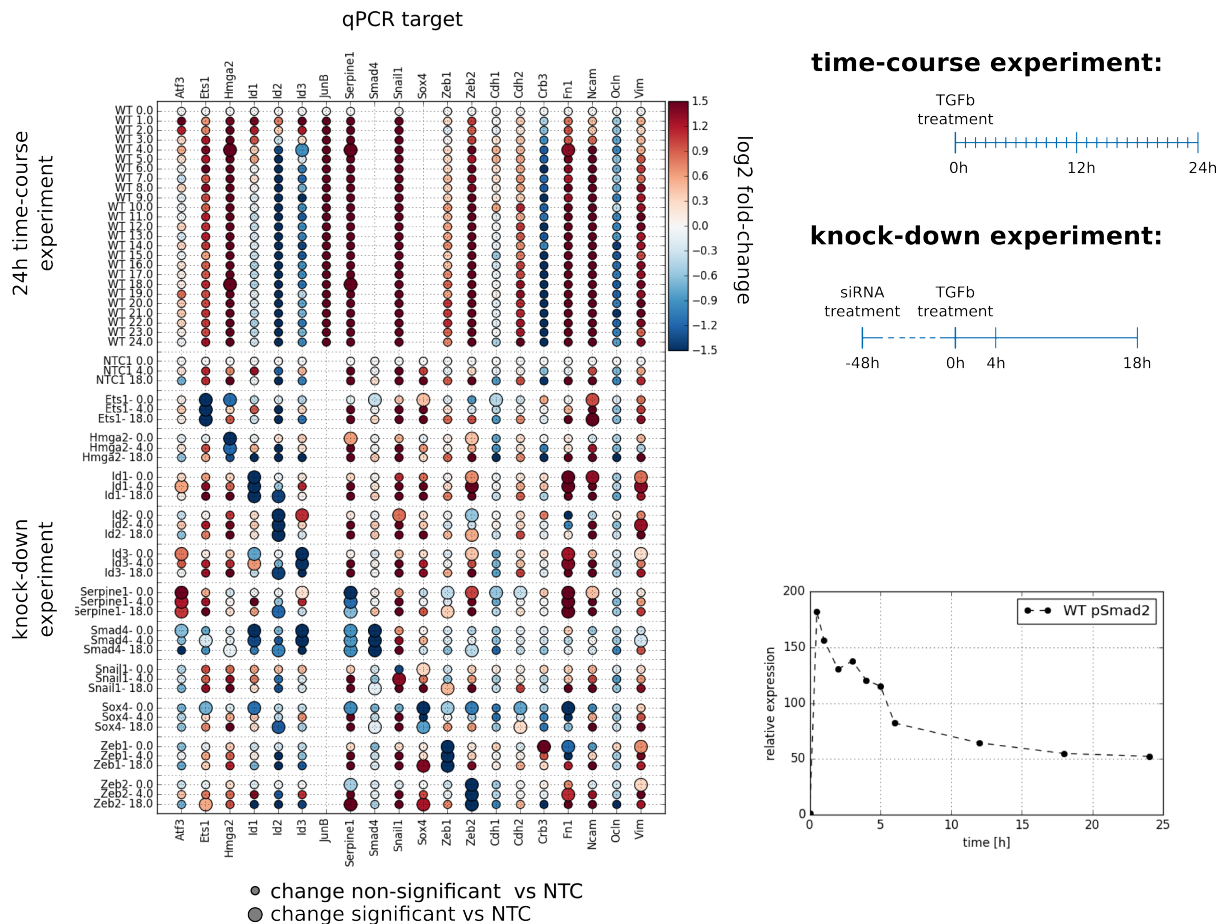 qPCR target
Atf3 Ets1 Hmga2 Id1 Id2 Id3 JunB Serpine1 Smad4 Snail1 Sox4 Zeb1 Zeb2 Cdh1 Cdh2 Crb3 Fn1 Ncam Ocln Vim
24h time-course
experiment
WT 0.0
WT 1.0
WT 2.0
WT 3.0
WT 4.0
WT 5.0
WT 6.0
WT 7.0
WT 8.0
WT 9.0
WT 10.0
WT 11.0
WT 12.0
WT 13.0
WT 14.0
WT 15.0
WT 16.0
WT 17.0
WT 18.0
WT 19.0
WT 20.0
WT 21.0
WT 22.0
WT 23.0
WT 24.0
knock-down
experiment
NTC1 0.0
NTC1 4.0
NTC1 18.0
Ets1- 0.0
Ets1- 4.0
Ets1- 18.0
Hmga2- 0.0
Hmga2- 4.0
Hmga2- 18.0
Id1- 0.0
Id1- 4.0
Id1- 18.0
Id2- 0.0
Id2- 4.0
Id2- 18.0
Id3- 0.0
Id3- 4.0
Id3- 18.0
Serpine1- 0.0
Serpine1- 4.0
Serpine1- 18.0
Smad4- 0.0
Smad4- 4.0
Smad4- 18.0
Snail1- 0.0
Snail1- 4.0
Snail1- 18.0
Sox4- 0.0
Sox4- 4.0
Sox4- 18.0
Zeb1- 0.0
Zeb1- 4.0
Zeb1- 18.0
Zeb2- 0.0
Zeb2- 4.0
Zeb2- 18.0
Atf3 Ets1 Hmga2 Id1 Id2 Id3 JunB Serpine1 Smad4 Snail1 Sox4 Zeb1 Zeb2 Cdh1 Cdh2 Crb3 Fn1 Ncam Ocln Vim
change non-significant vs NTC
change significant vs NTC
1.5
1.2
0.9
0.6
0.3
0.0
−0.3
−0.6
−0.9
−1.2
−1.5
log2 fold-change
time-course experiment:
TGFb
treatment
0h 12h 24h
knock-down experiment:
siRNA TGFb
treatment treatment
-48h 0h 4h 18h
WT pSmad2
relative expression
200
150
100
50
0
0 5 10 15 20 25
time [h]